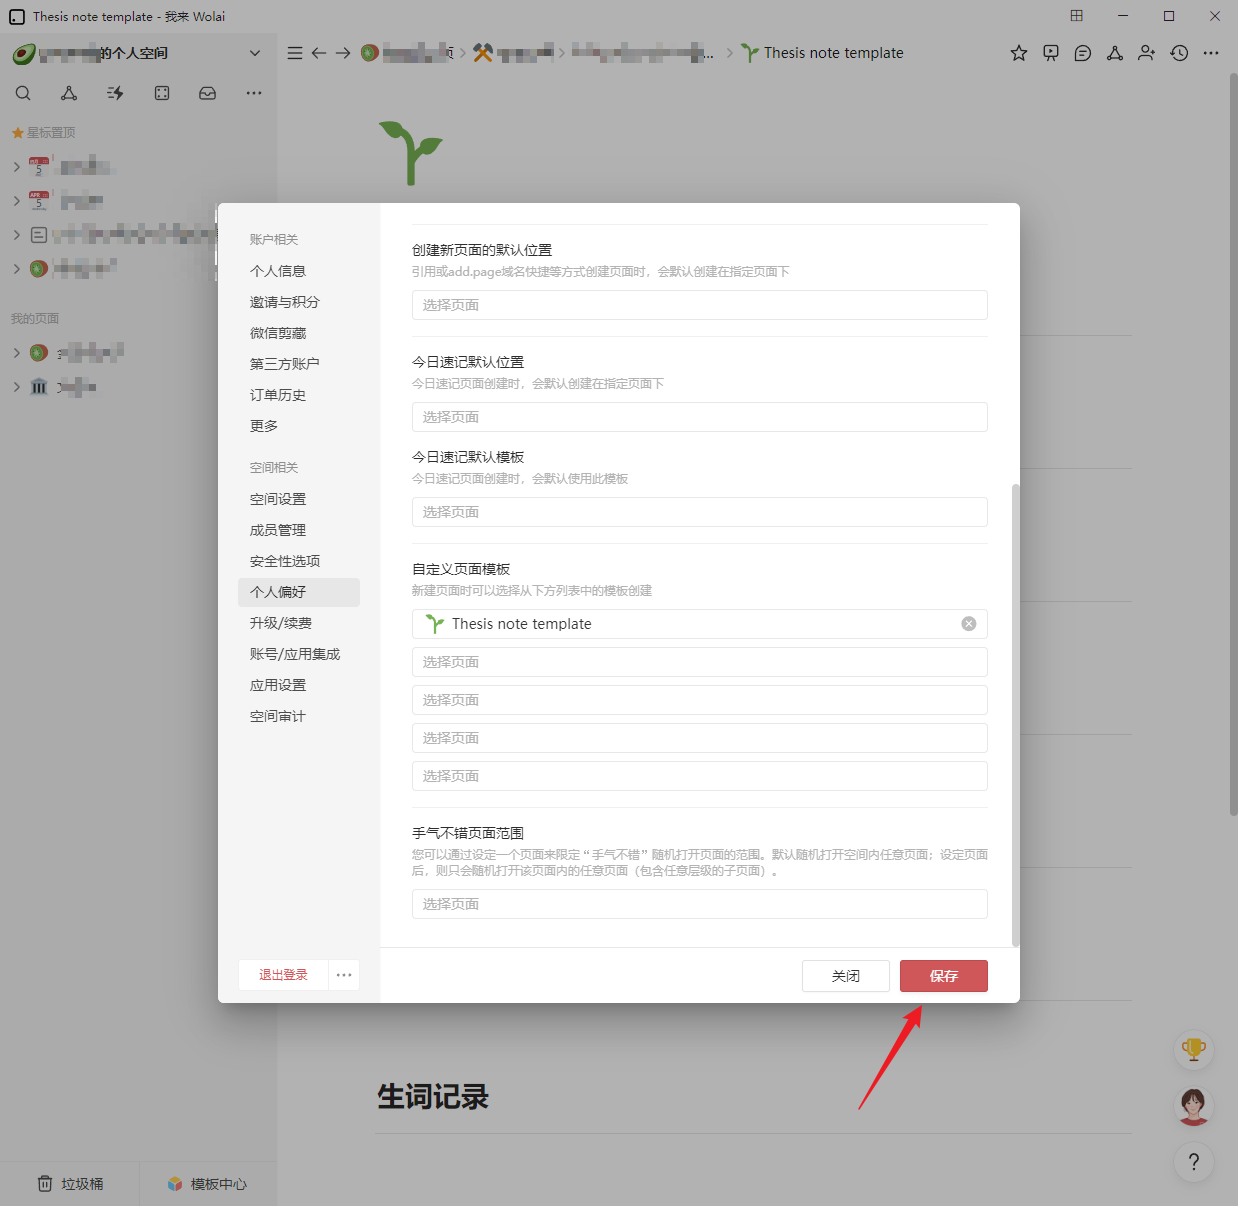 Thesis note template - 我来 Wolai
的个人空间
页
...
Thesis note template
星标置顶
5
APR
5
我的页面
账户相关
个人信息
邀请与积分
微信剪藏
第三方账户
订单历史
更多
空间相关
空间设置
成员管理
安全性选项
个人偏好
升级/续费
账号/应用集成
应用设置
空间审计
退出登录
创建新页面的默认位置
引用或add.page域名快捷等方式创建页面时，会默认创建在指定页面下
选择页面
今日速记默认位置
今日速记页面创建时，会默认创建在指定页面下
选择页面
今日速记默认模板
今日速记页面创建时，会默认使用此模板
选择页面
自定义页面模板
新建页面时可以选择从下方列表中的模板创建
Thesis note template
选择页面
选择页面
选择页面
选择页面
手气不错页面范围
您可以通过设定一个页面来限定“手气不错”随机打开页面的范围。默认随机打开空间内任意页面；设定页面
后，则只会随机打开该页面内的任意页面（包含任意层级的子页面）。
选择页面
关闭
保存
生词记录
垃圾桶
模板中心
?